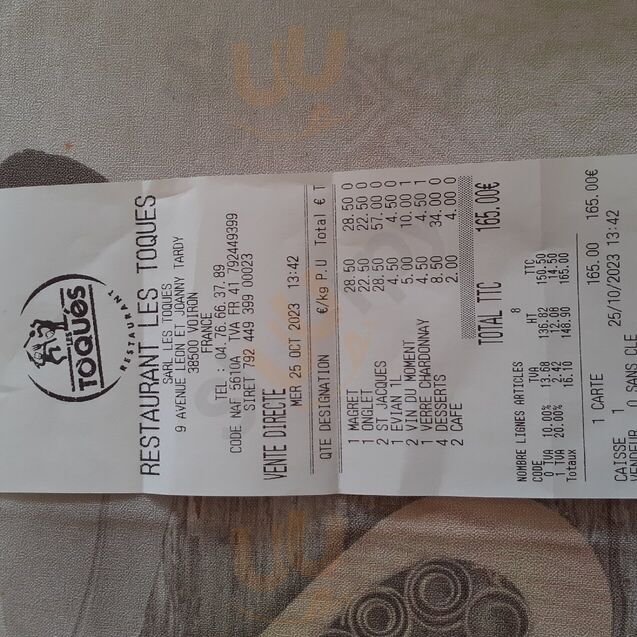 LES
TOQUÉS
RESTAURANT
RESTAURANT LES TOQUES
SARL LES TOQUES
9 AVENUE LEON ET JOANNY TARDY
38500 VOIRON
FRANCE
TEL : 04.76.66.37.89
CODE NAF 5610A TVA FR 41 792449399
SIRET 792 449 399 00023
VENTE DIRECTE
MER 25 OCT 2023 13:42
QTE DESIGNATION €/kg P.U Total € T
1 MAGRET 28.50 28.50 0
1 ONGLET 22.50 22.50 0
2 ST JACQUES 28.50 57.00 0
1 EVIAN 1L 4.50 4.50 0
2 VIN DU MOMENT 5.00 10.00 1
1 VERRE CHARDONNAY 4.50 4.50 1
4 DESSERTS 8.50 34.00 0
2 CAFE 2.00 4.00 0
TOTAL TTC 165.00€
NOMBRE LIGNES ARTICLES 8
CODE TVA HT TTC
0 TVA 10.00% 13.68 136.82 150.50
1 TVA 20.00% 2.42 12.08 14.50
Totaux 16.10 148.90 165.00
1 CARTE 165.00 165.00€
CAISSE 1 25/10/2023 13:42
VENDEUR 0 SANS CLE